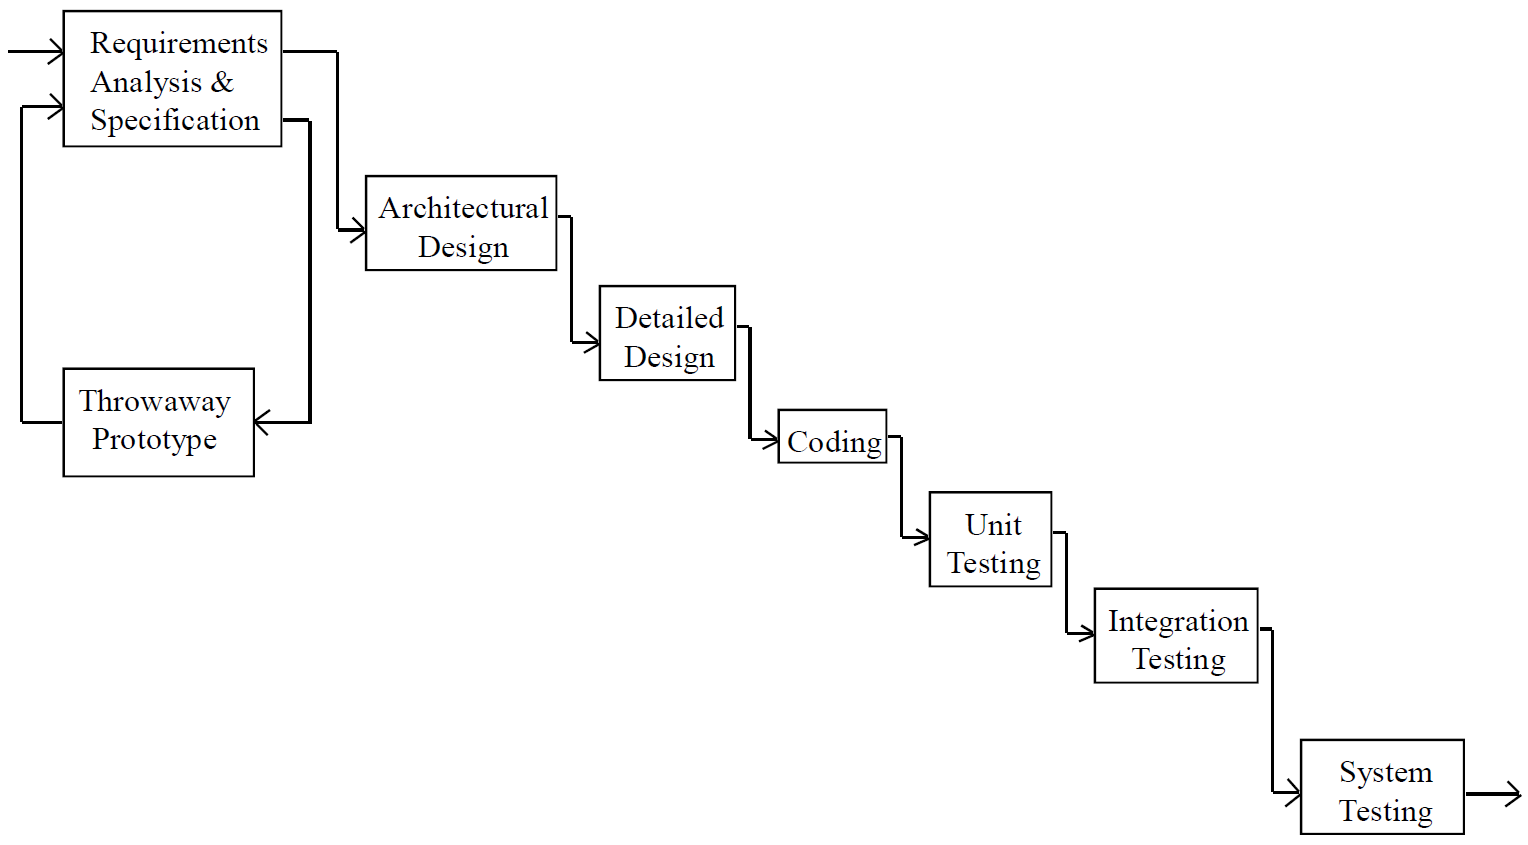 Requirements
Analysis &
Specification
Architectural
Design
Detailed
Design
Throwaway
Prototype
Coding
Unit
Testing
Integration
Testing
System
Testing